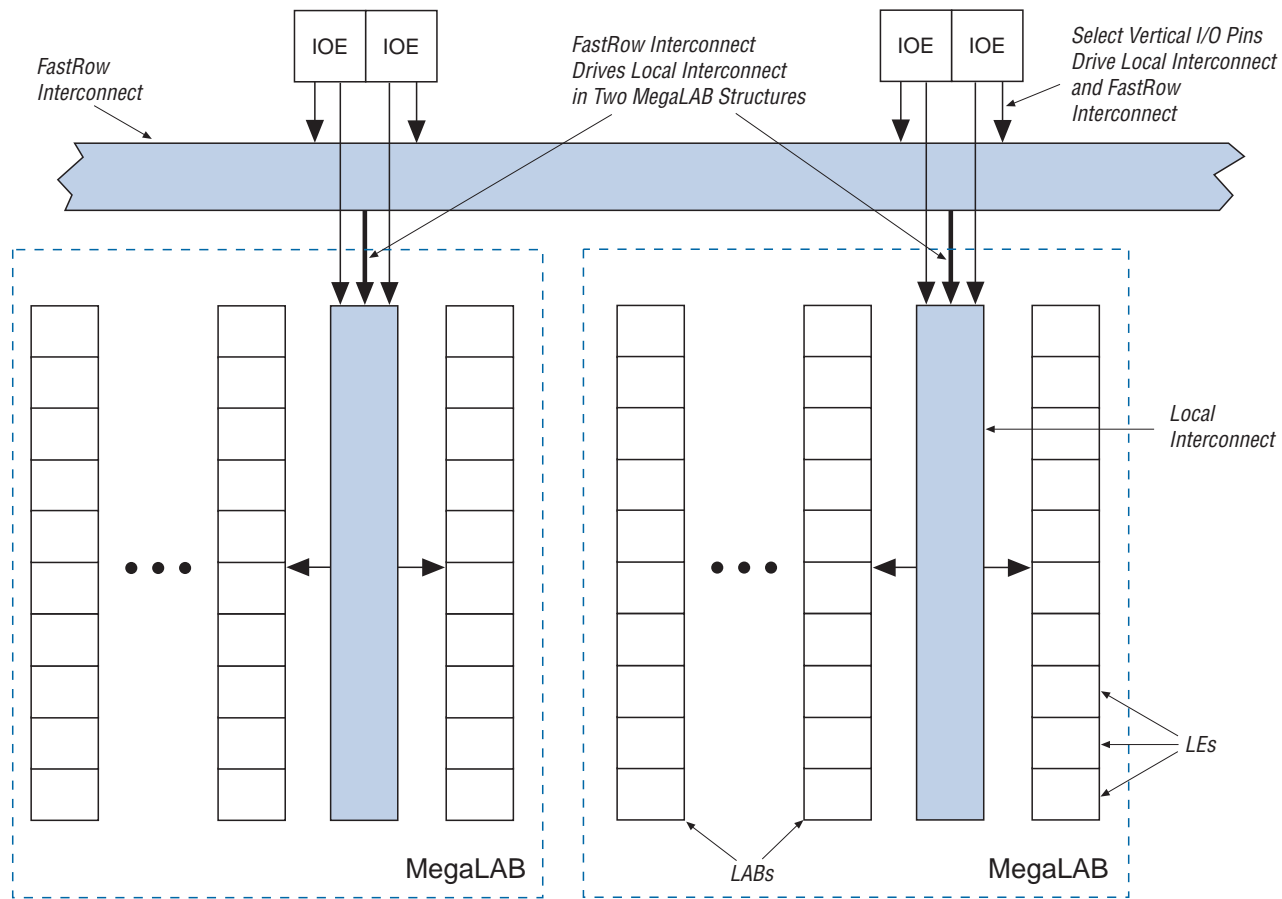 IOE IOE
FastRow Interconnect
Drives Local Interconnect
in Two MegaLAB Structures
IOE IOE
Select Vertical I/O Pins
Drive Local Interconnect
and FastRow
Interconnect
FastRow
Interconnect
Local
Interconnect
LEs
LABs
MegaLAB
MegaLAB